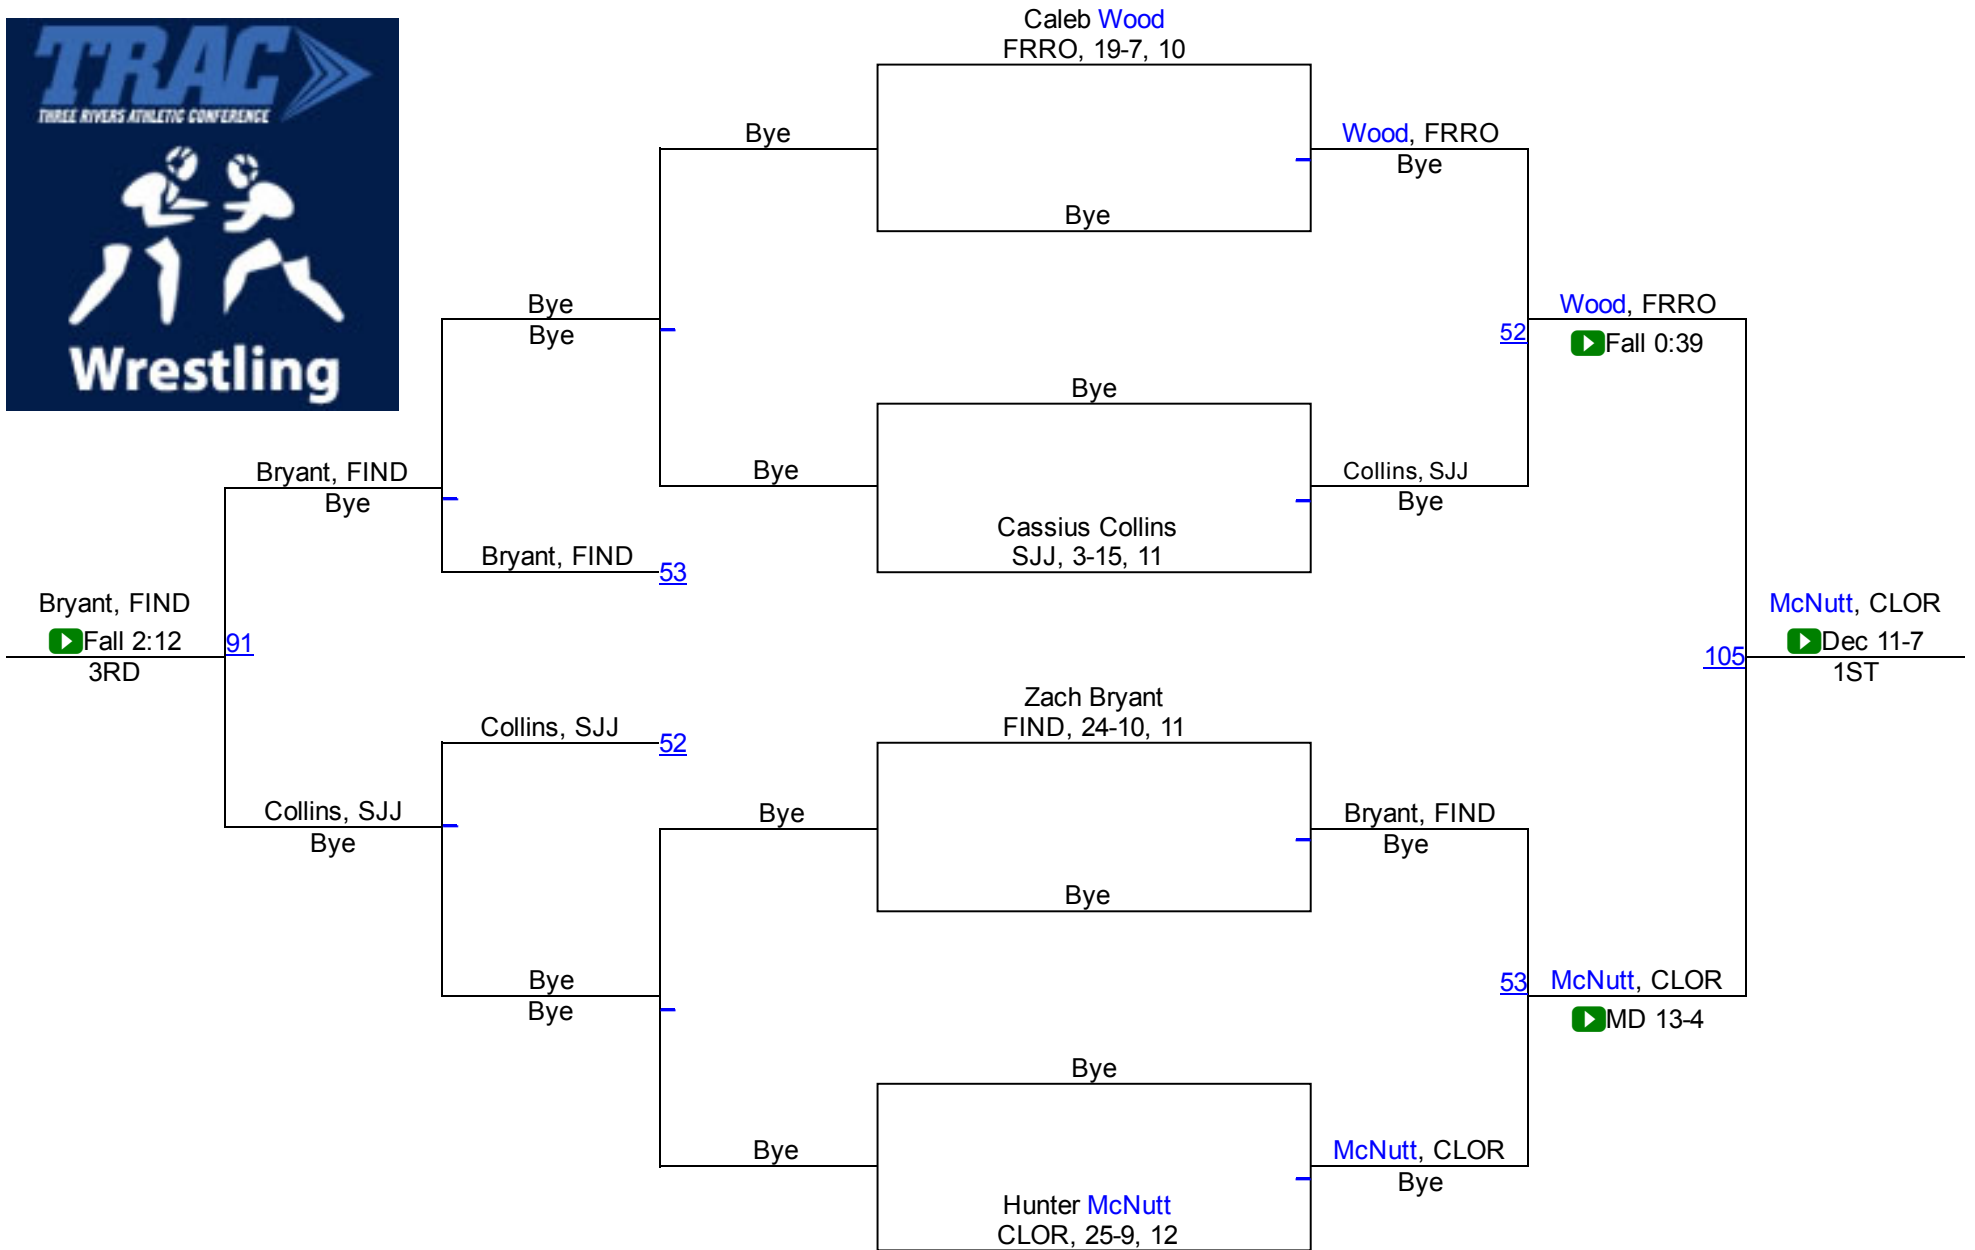 TRAC
THREE RIVERS ATHLETIC CONFERENCE
Wrestling
Caleb Wood
FRRO, 19-7, 10
Bye
Wood, FRRO
Bye
Bye
Bye
Bye
Wood, FRRO
52
Fall 0:39
Bye
Bryant, FIND
Bye
Bye
Collins, SJJ
Bye
Cassius Collins
SJJ, 3-15, 11
Bryant, FIND
53
Bryant, FIND
Fall 2:12
3RD
91
McNutt, CLOR
Dec 11-7
1ST
105
Zach Bryant
FIND, 24-10, 11
Collins, SJJ
52
Collins, SJJ
Bye
Bye
Bryant, FIND
Bye
Bye
Bye
Bye
53
McNutt, CLOR
MD 13-4
Bye
Bye
McNutt, CLOR
Bye
Hunter McNutt
CLOR, 25-9, 12